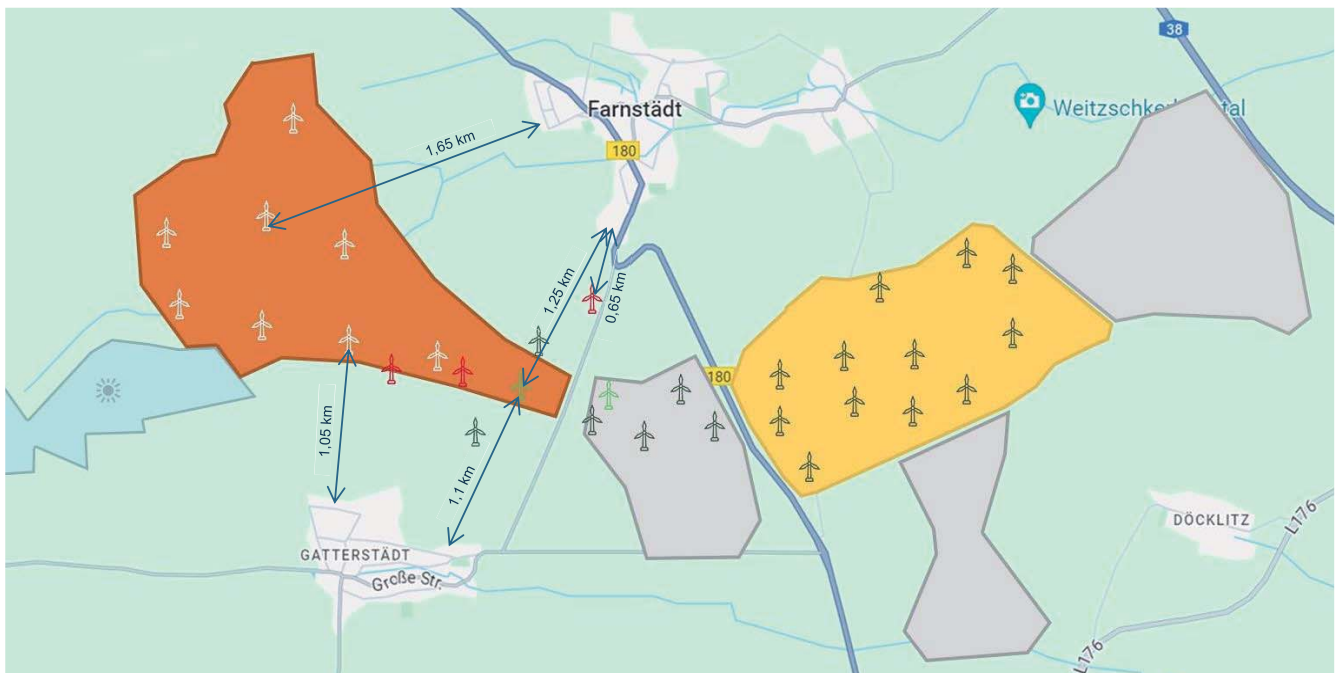 38
Farnstädt
Weitzschker
tal
1,65 km
180
1,25 km
0,65 km
180
1,05 km
1,1 km
GATTERSTÄDT
Große Str.
DÖCKLITZ
L176
L176